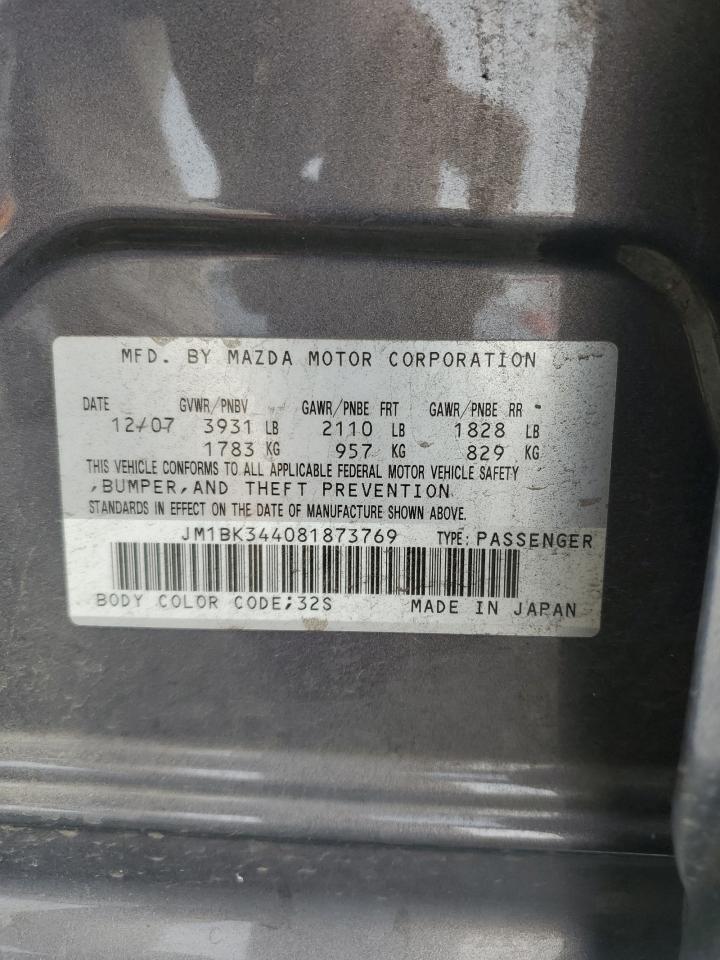 MFD. BY MAZDA MOTOR CORPORATION
DATE GVWR/PNBV GAWR/PNBE FRT GAWR/PNBE RR
12/07 3931 LB 2110 LB 1828 LB
1783 KG 957 KG 829 KG
THIS VEHICLE CONFORMS TO ALL APPLICABLE FEDERAL MOTOR VEHICLE SAFETY
,BUMPER,AND THEFT PREVENTION
STANDARDS IN EFFECT ON THE DATE OF MANUFACTURE SHOWN ABOVE.
JM1BK344081873769 TYPE: PASSENGER
BODY COLOR CODE;32S MADE IN JAPAN